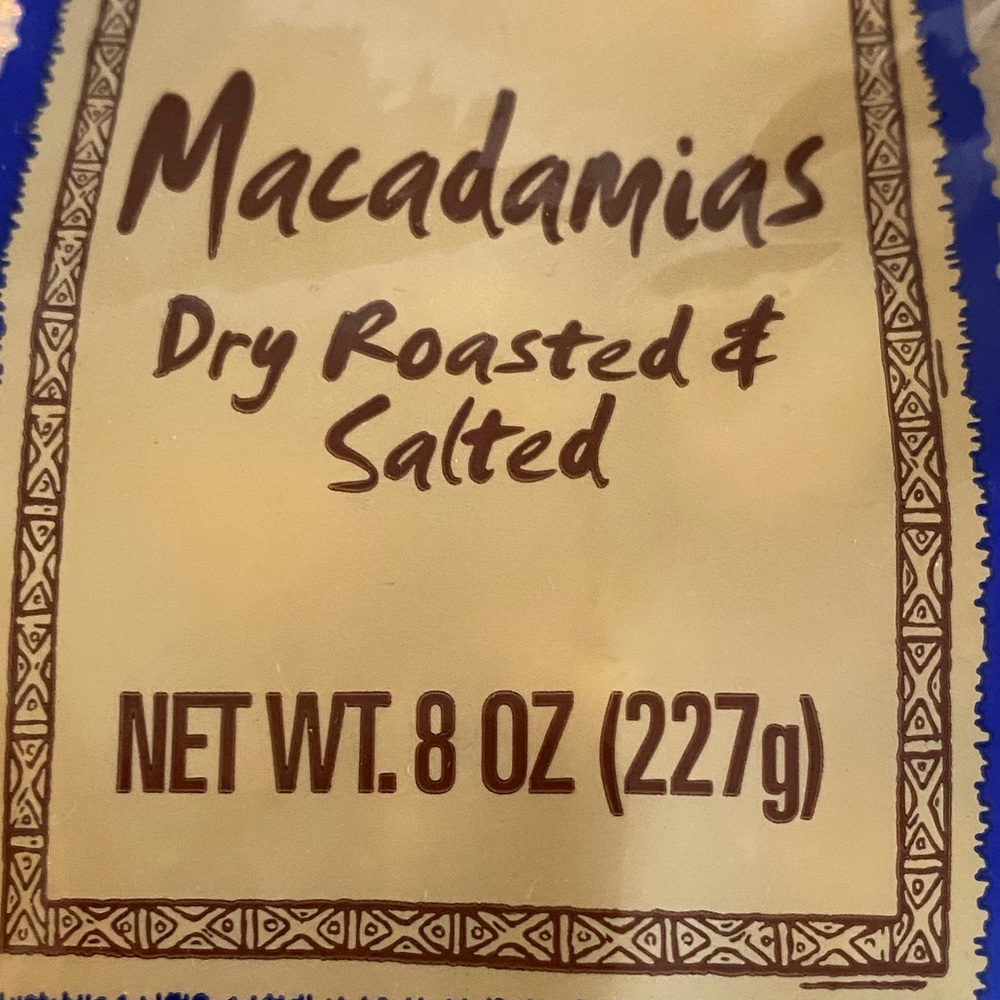 Macadamias
Dry Roasted &
Salted
NET WT. 8 OZ (227g)